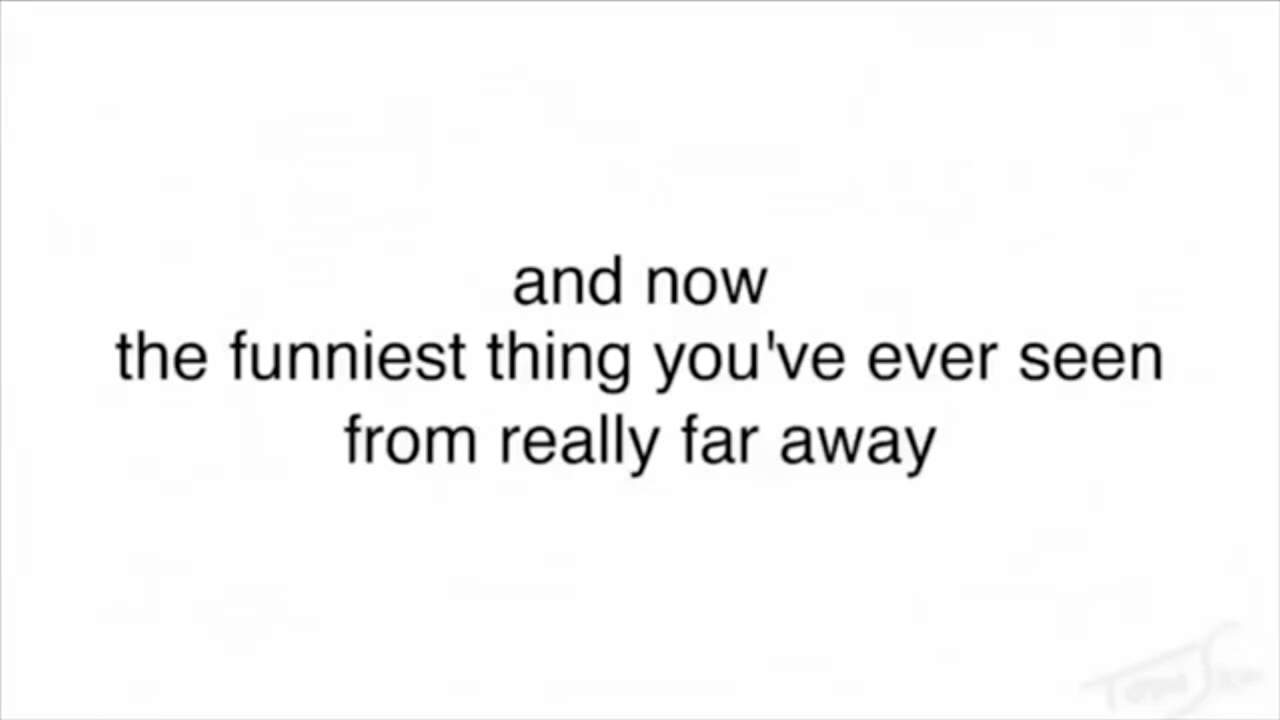 and now
the funniest thing you've ever seen
from really far away